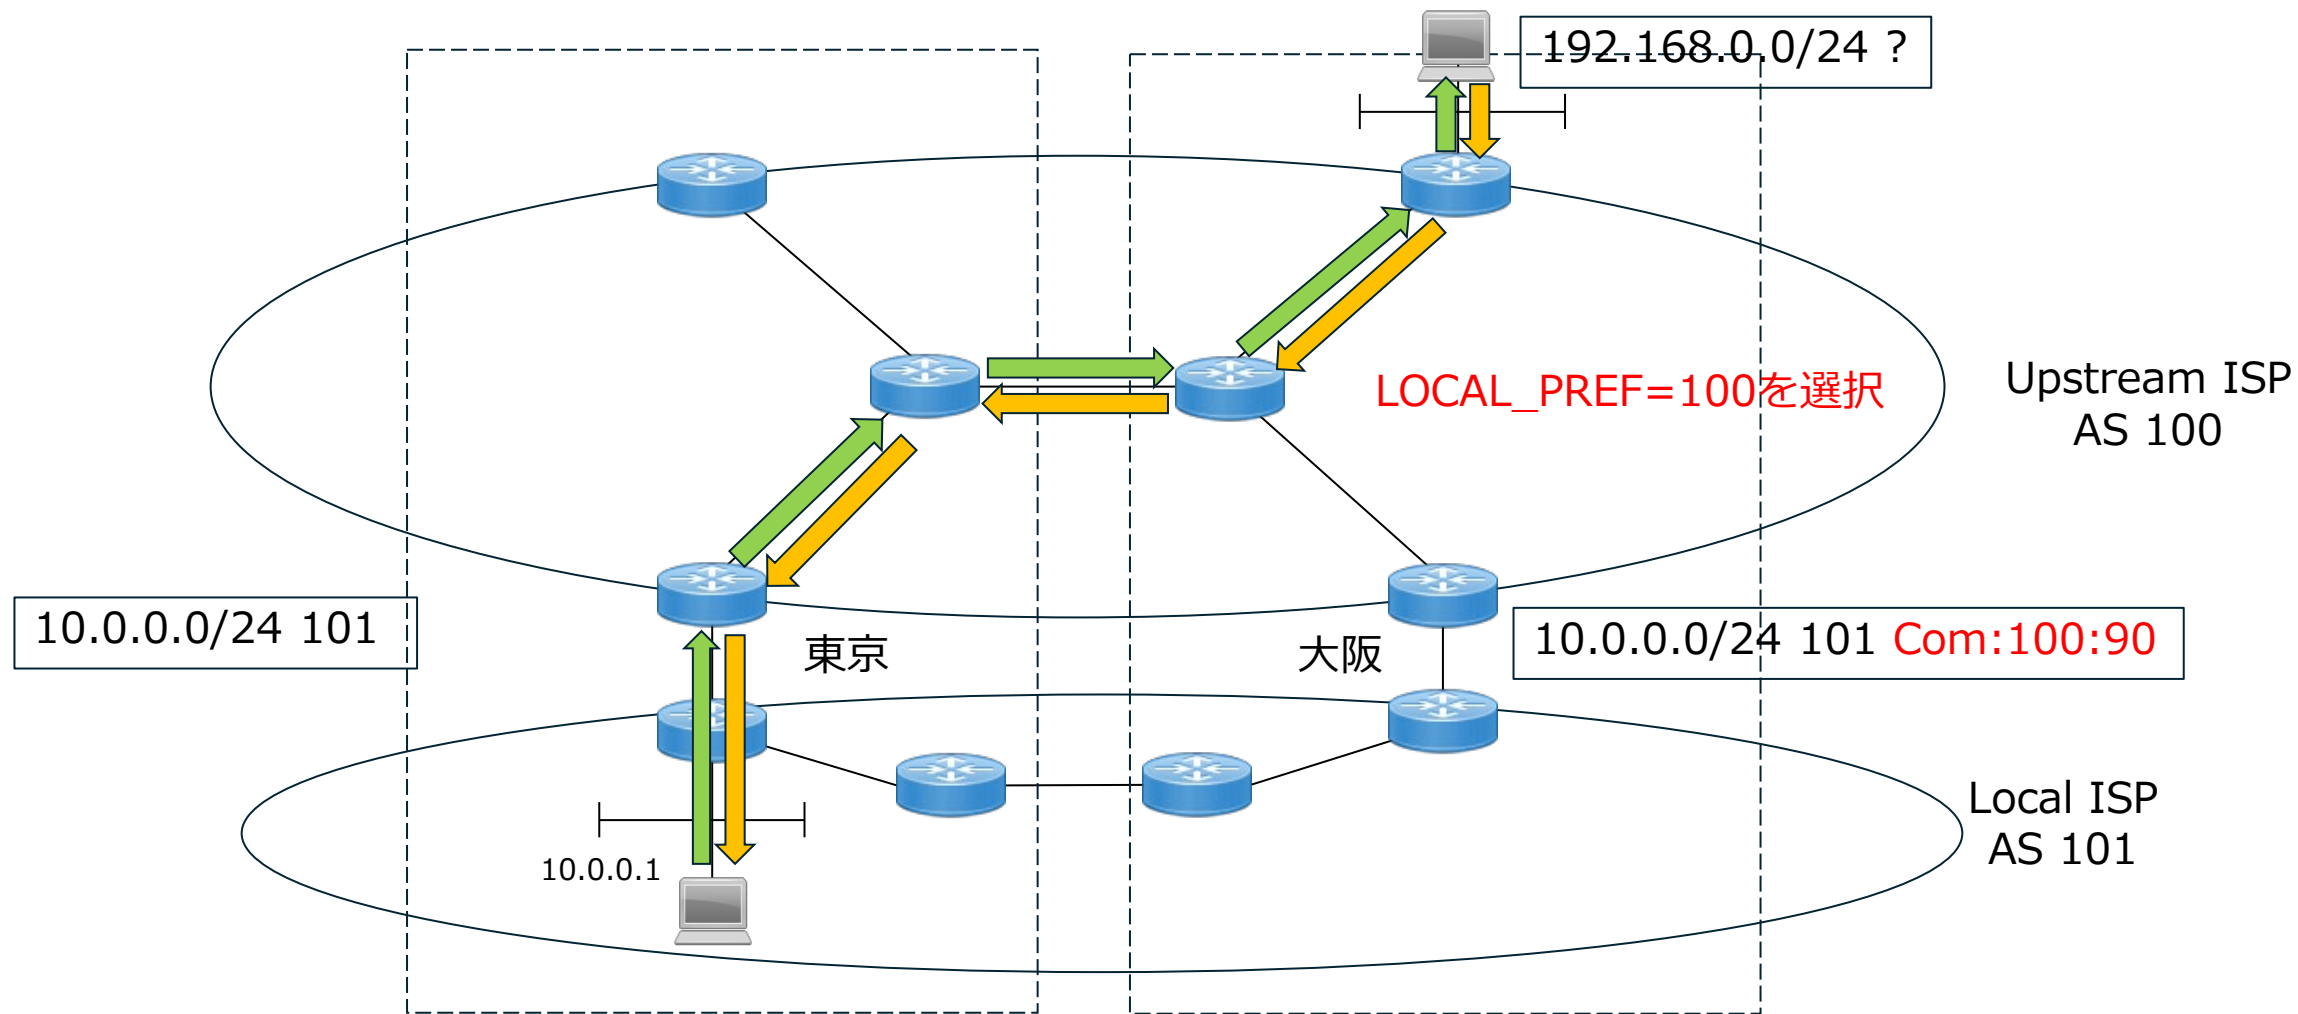 192.168.0.0/24 ?
LOCAL_PREF=100を選択
Upstream ISP
AS 100
10.0.0.0/24 101
東京
大阪
10.0.0.0/24 101 Com:100:90
Local ISP
AS 101
10.0.0.1